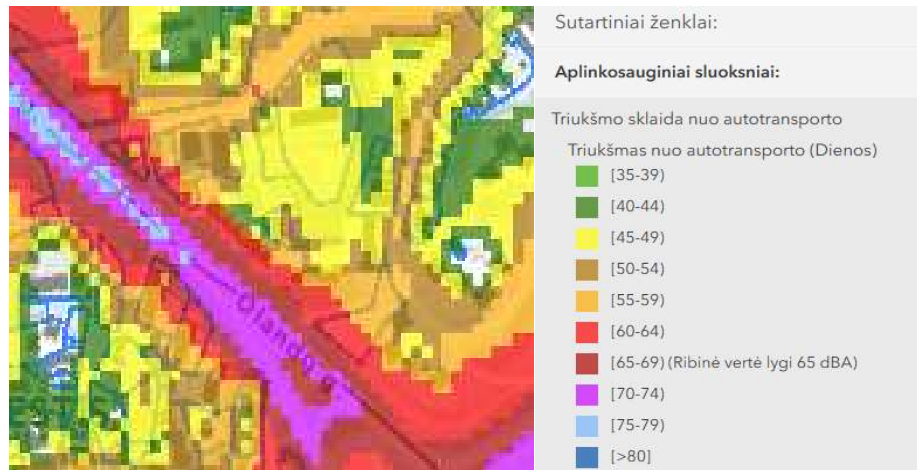 Olandų g.
Sutartiniai ženklai:
Aplinkosauginiai sluoksniai:
Triukšmo sklaida nuo autotransporto
Triukšmas nuo autotransporto (Dienos)
[35-39)
[40-44)
[45-49)
[50-54)
[55-59)
[60-64)
[65-69) (Ribinė vertė lygi 65 dBA)
[70-74)
[75-79)
[>80]